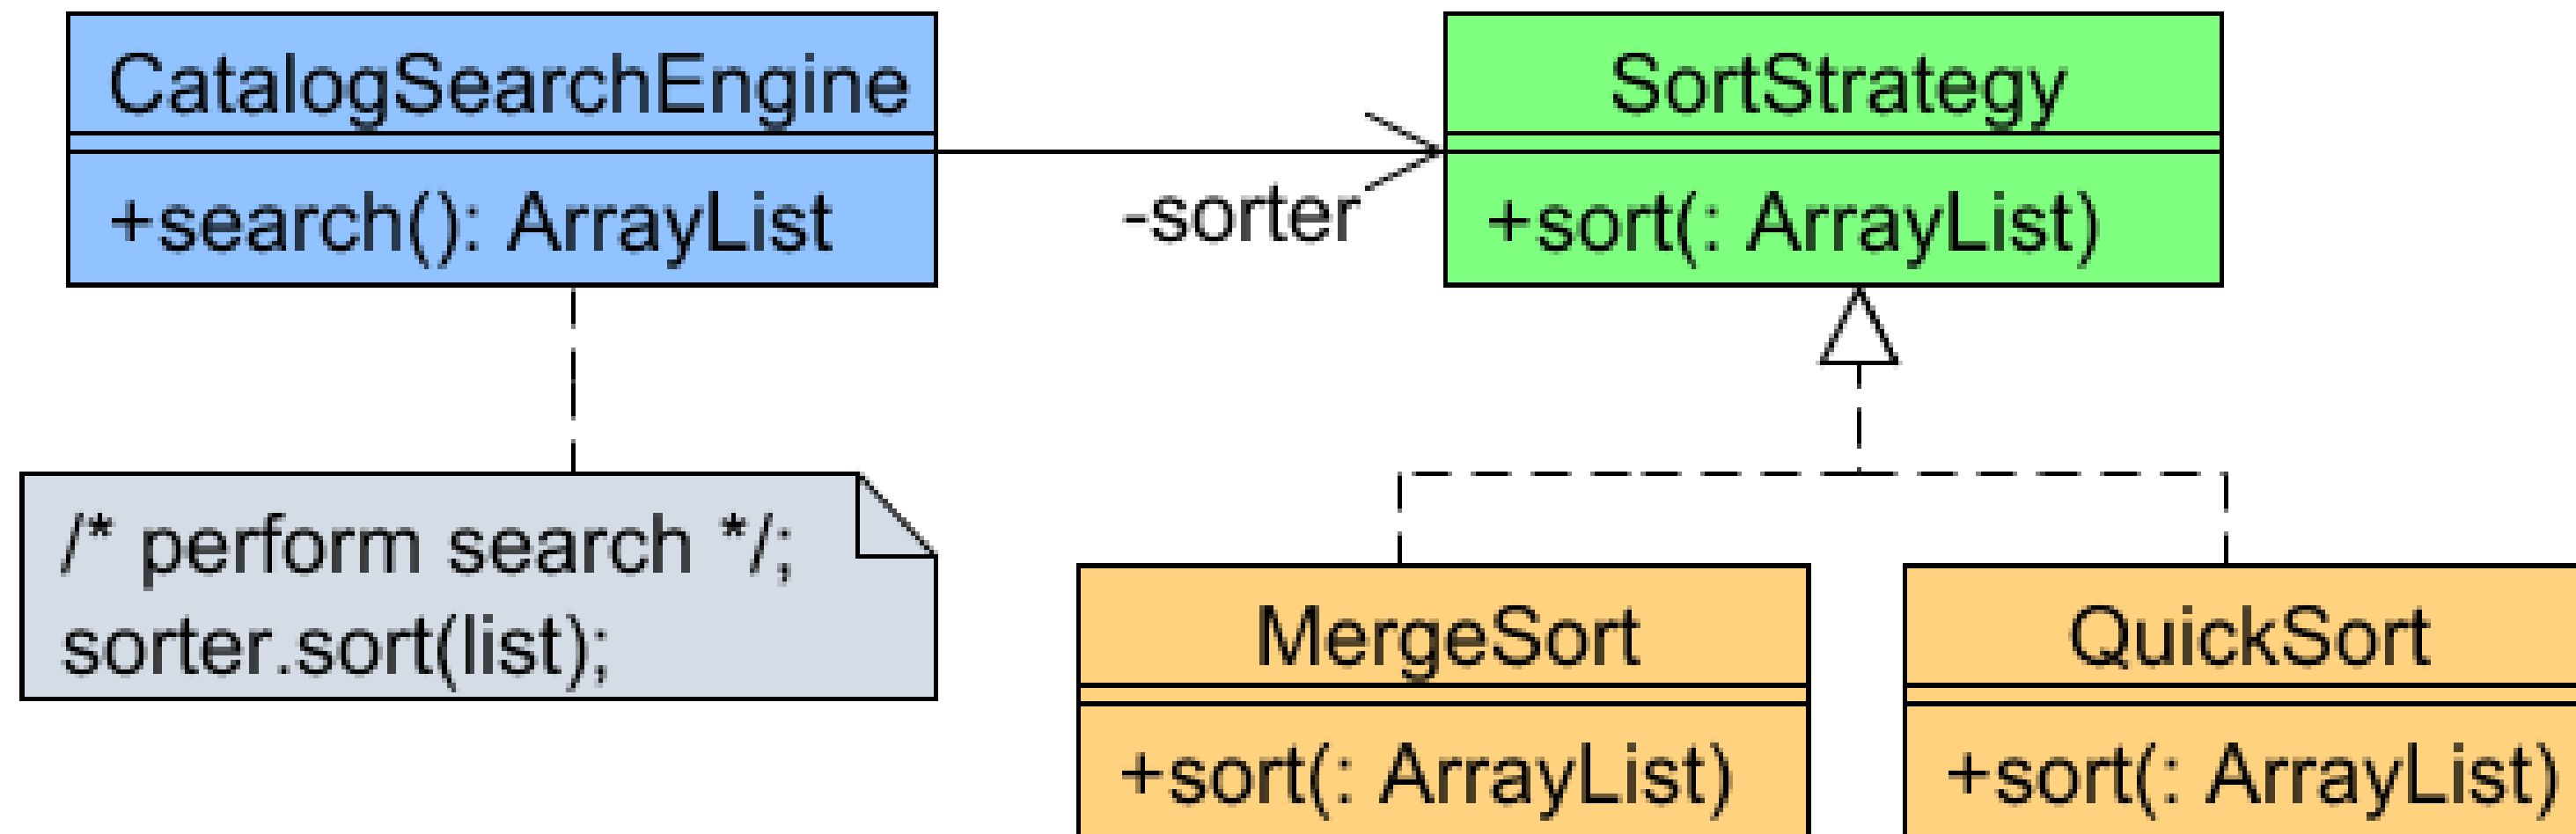 CatalogSearchEngine
+search(): ArrayList
-sorter
SortStrategy
+sort(: ArrayList)
/* perform search */;
sorter.sort(list);
MergeSort
+sort(: ArrayList)
QuickSort
+sort(: ArrayList)